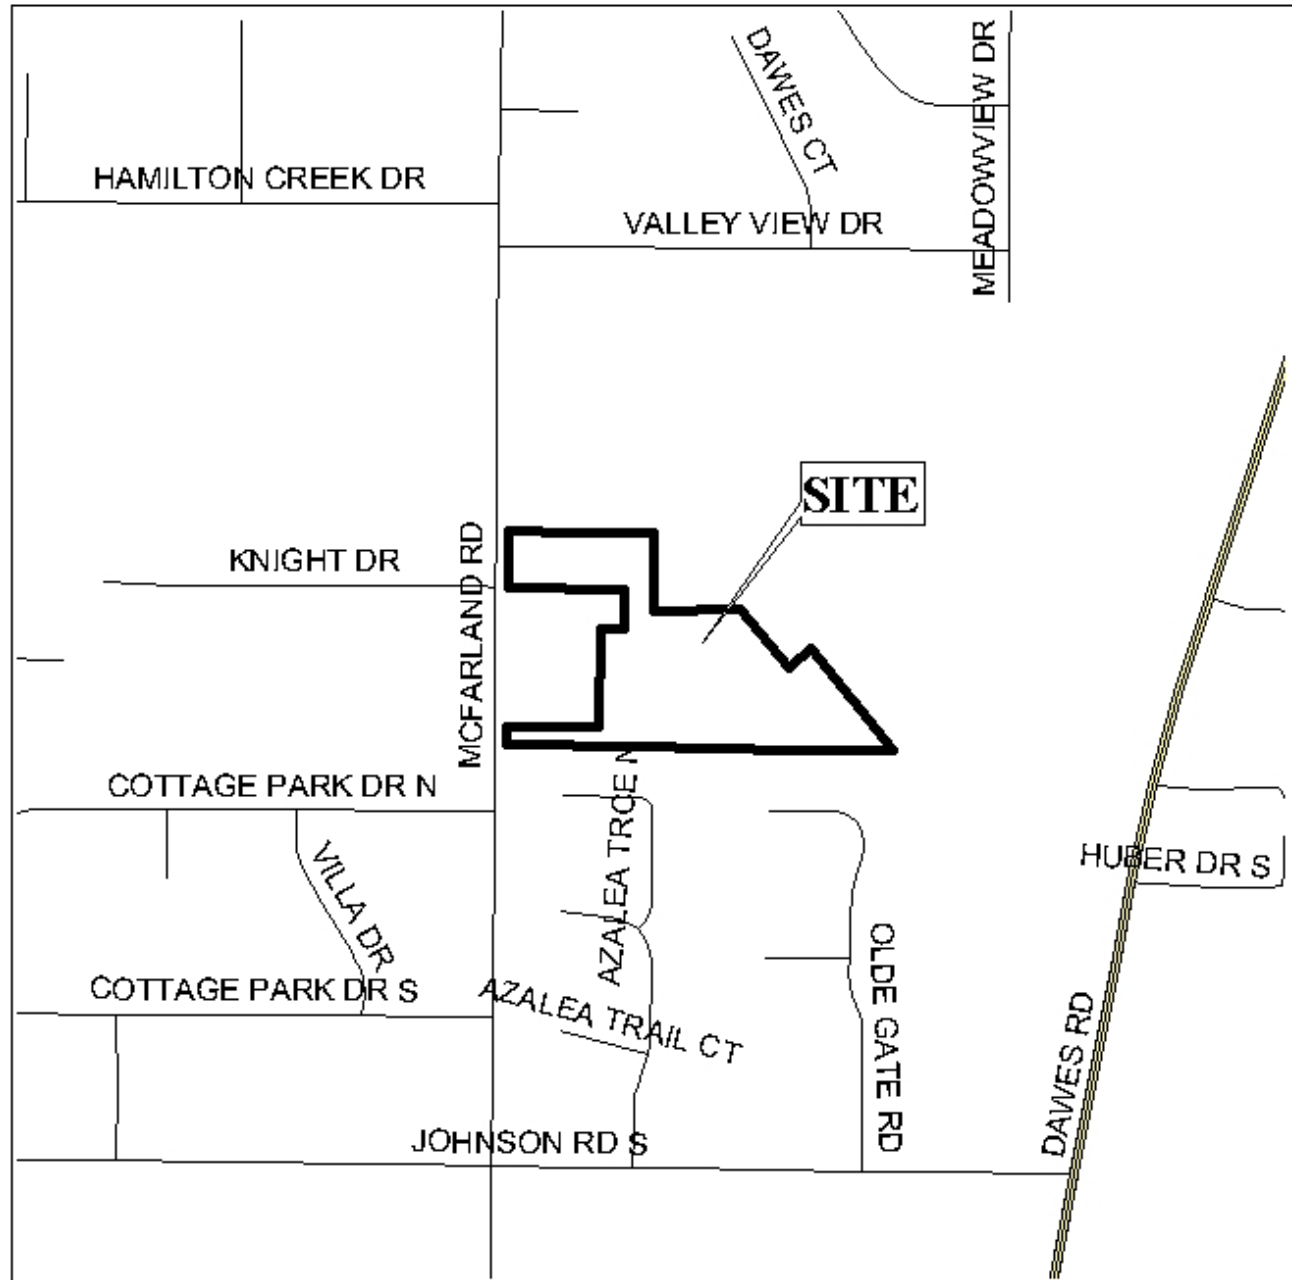 DAWES CT
MEADOWVIEW DR
HAMILTON CREEK DR
VALLEY VIEW DR
SITE
KNIGHT DR
MCFARLAND RD
COTTAGE PARK DR N
AZALEA TRCE N
VILLA DR
HUBER DR S
OLDE GATE RD
COTTAGE PARK DR S
AZALEA TRAIL CT
DAWES RD
JOHNSON RD S